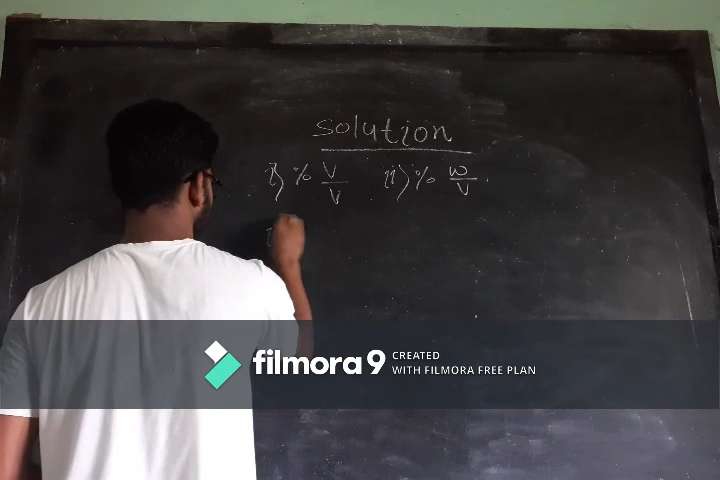 Solution
i) % V/V ii) % w/V
filmora 9 CREATED
WITH FILMORA FREE PLAN